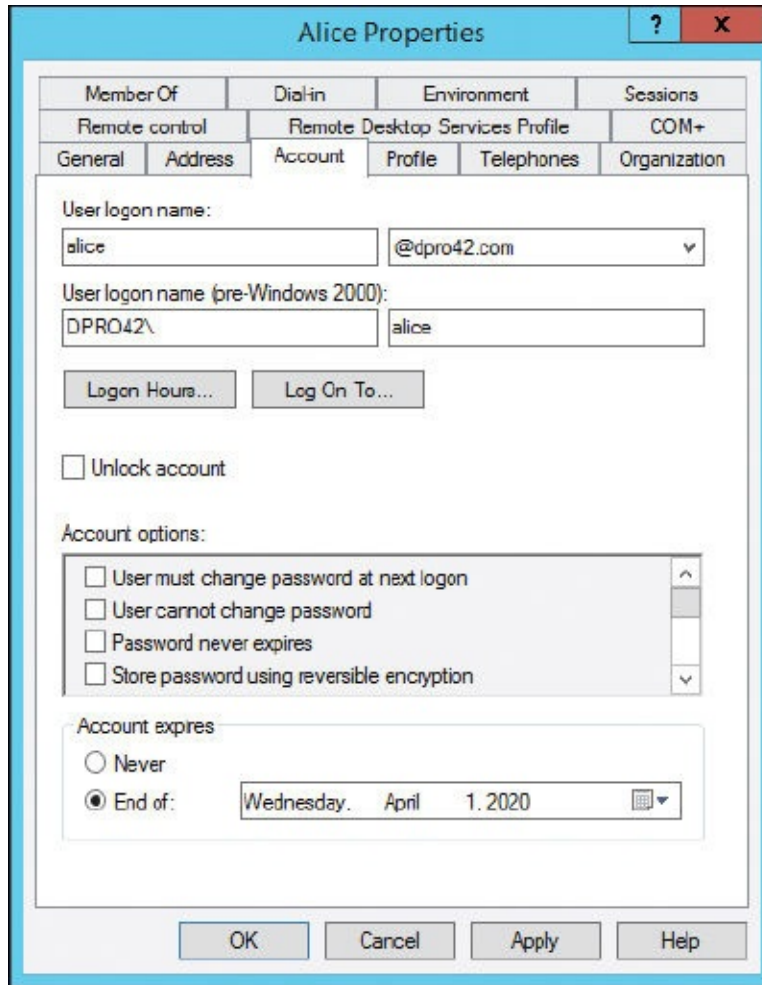 Alice Properties
? X
Member Of Dial-in Environment Sessions
Remote control Remote Desktop Services Profile COM+
General Address Account Profile Telephones Organization
User logon name:
alice @dpro42.com
User logon name (pre-Windows 2000):
DPRO42\ alice
Logon Hours... Log On To...
Unlock account
Account options:
User must change password at next logon
User cannot change password
Password never expires
Store password using reversible encryption
Account expires
Never
End of: Wednesday, April 1, 2020
OK Cancel Apply Help